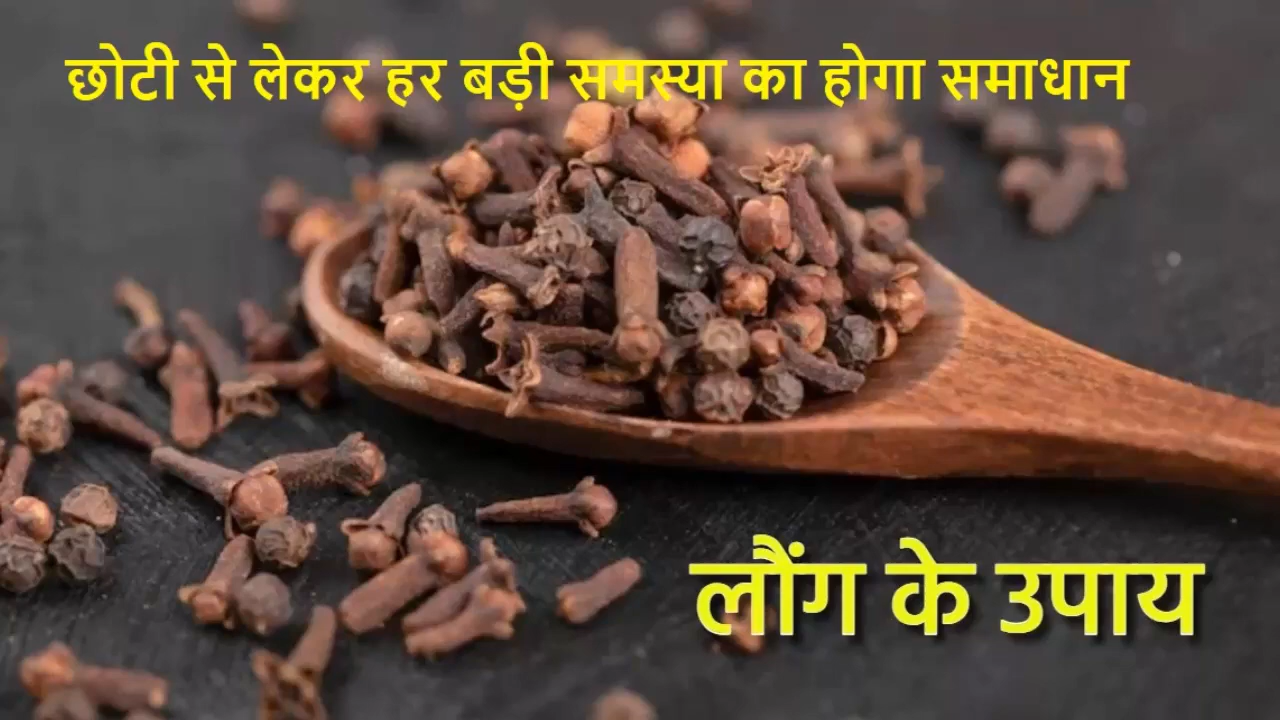 छोटी से लेकर हर बड़ी समस्या का होगा समाधान
लौंग के उपाय